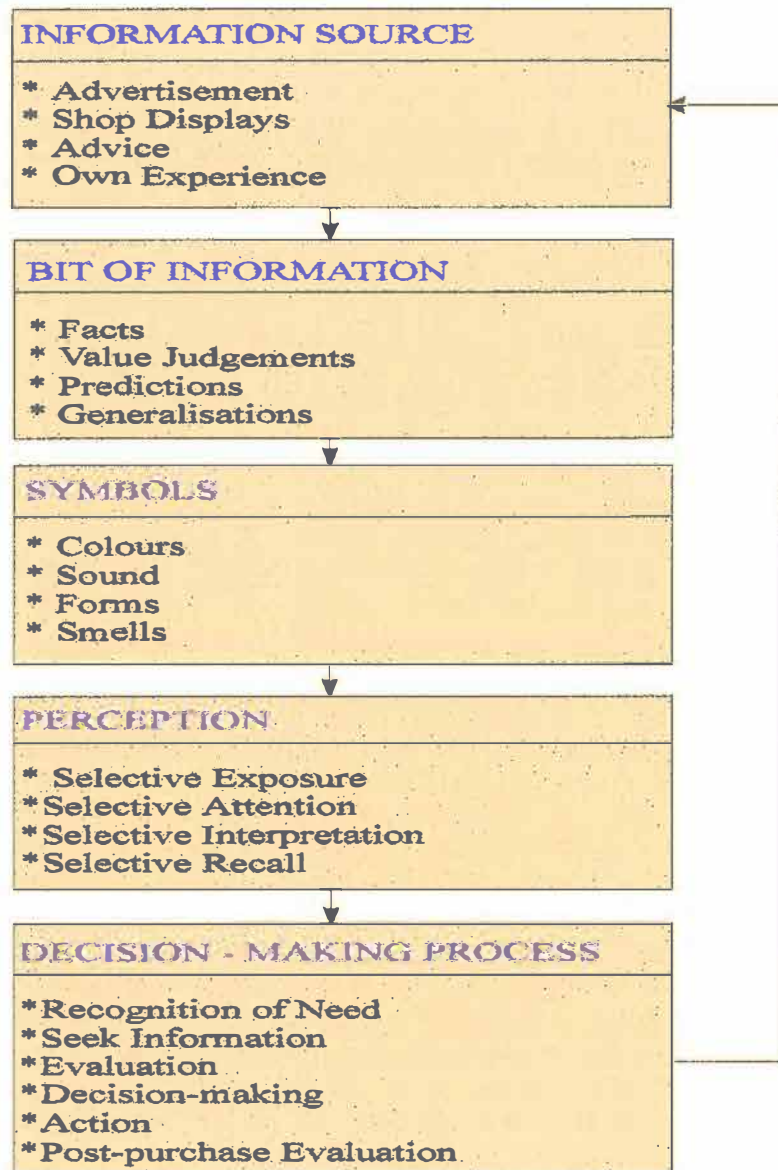 INFORMATION SOURCE
* Advertisement
* Shop Displays
* Advice
* Own Experience
BIT OF INFORMATION
* Facts
* Value Judgements
* Predictions
* Generalisations
SYMBOLS
* Colours
* Sound
* Forms
* Smells
PERCEPTION
* Selective Exposure
*Selective Attention
*Selective Interpretation
*Selective Recall
DECISION - MAKING PROCESS
*Recognition of Need
*Seek Information
*Evaluation
*Decision-making
*Action
*Post-purchase Evaluation